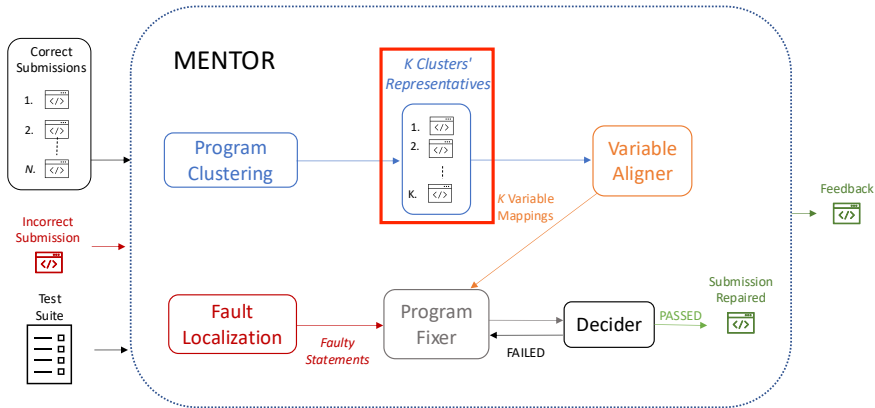 Correct
Submissions
1.
</>
2.
</>
N.
</>
Incorrect
Submission
</>
Test
Suite
MENTOR
Program
Clustering
K Clusters'
Representatives
1.
</>
2.
</>
K.
</>
Variable
Aligner
K Variable
Mappings
Fault
Localization
Faulty
Statements
Program
Fixer
FAILED
Decider
PASSED
Submission
Repaired
</>
Feedback
</>